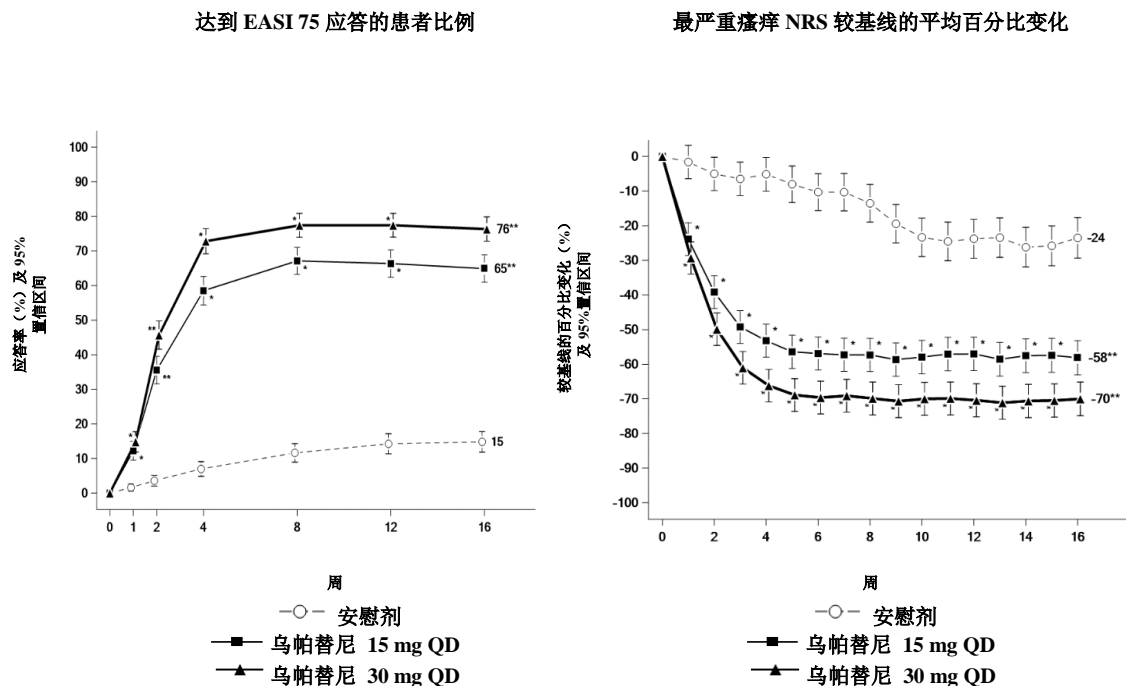 达到 EASI 75 应答的患者比例
应答率（%）及 95%
置信区间
100
90
80
70
60
50
40
30
20
10
0
0 1 2 4 8 12 16
* * ** ** * * * * * *
76**
65**
15
周
安慰剂
乌帕替尼 15 mg QD
乌帕替尼 30 mg QD
最严重瘙痒 NRS 较基线的平均百分比变化
较基线的百分比变化（%）
及 95%置信区间
0
-10
-20
-30
-40
-50
-60
-70
-80
-90
-100
0 2 4 6 8 10 12 14 16
* * * * * * * * * * * * * * *
* * * * * * * * * * * * * * *
-24
-58**
-70**
周
安慰剂
乌帕替尼 15 mg QD
乌帕替尼 30 mg QD